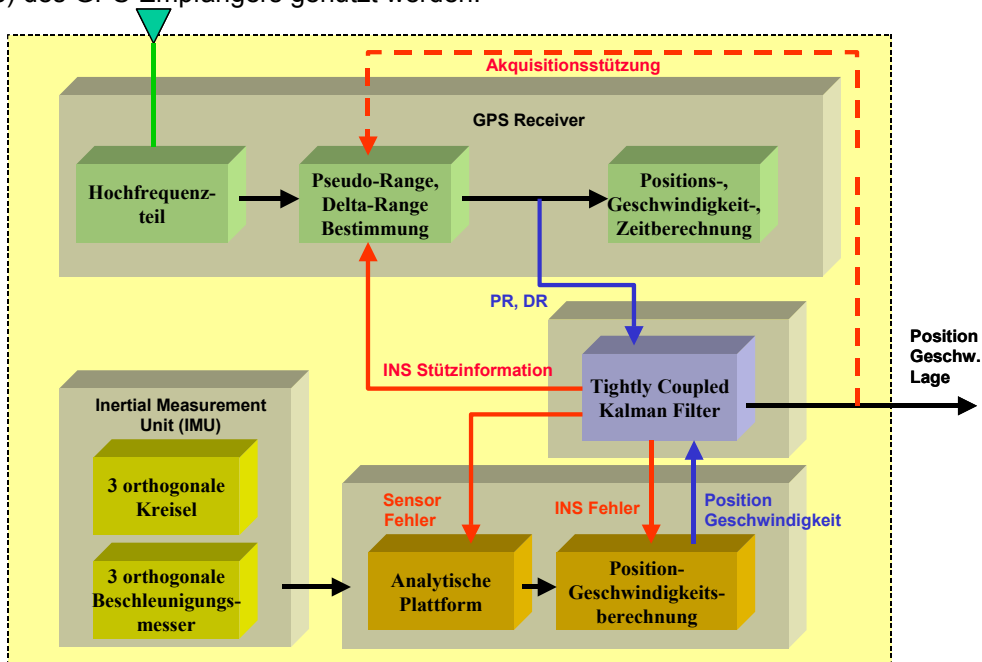 ) des GPS Empfängers genutzt werden.
Akquisitionsstützung
GPS Receiver
Hochfrequenz-
teil
Pseudo-Range,
Delta-Range
Bestimmung
Positions-,
Geschwindigkeit-,
Zeitberechnung
PR, DR
INS Stützinformation
Tightly Coupled
Kalman Filter
Position
Geschw.
Lage
Inertial Measurement
Unit (IMU)
3 orthogonale
Kreisel
3 orthogonale
Beschleunigungs-
messer
Sensor
Fehler
INS Fehler
Position
Geschwindigkeit
Analytische
Plattform
Position-
Geschwindigkeits-
berechnung